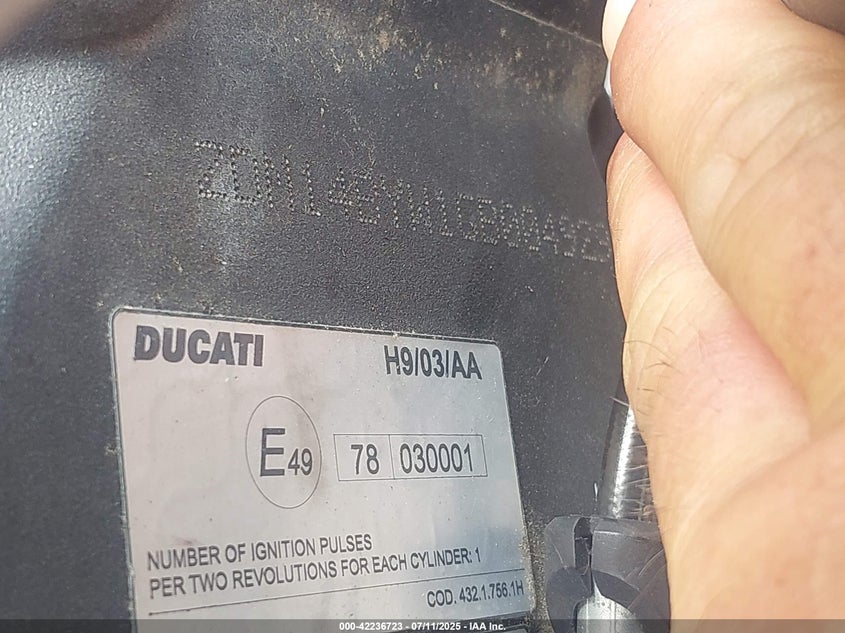 DUCATI
H9/03/AA
E49
78 030001
NUMBER OF IGNITION PULSES
PER TWO REVOLUTIONS FOR EACH CYLINDER: 1
COD. 432.1.756.1H
000-42236723 - 07/11/2025 - IAA Inc.